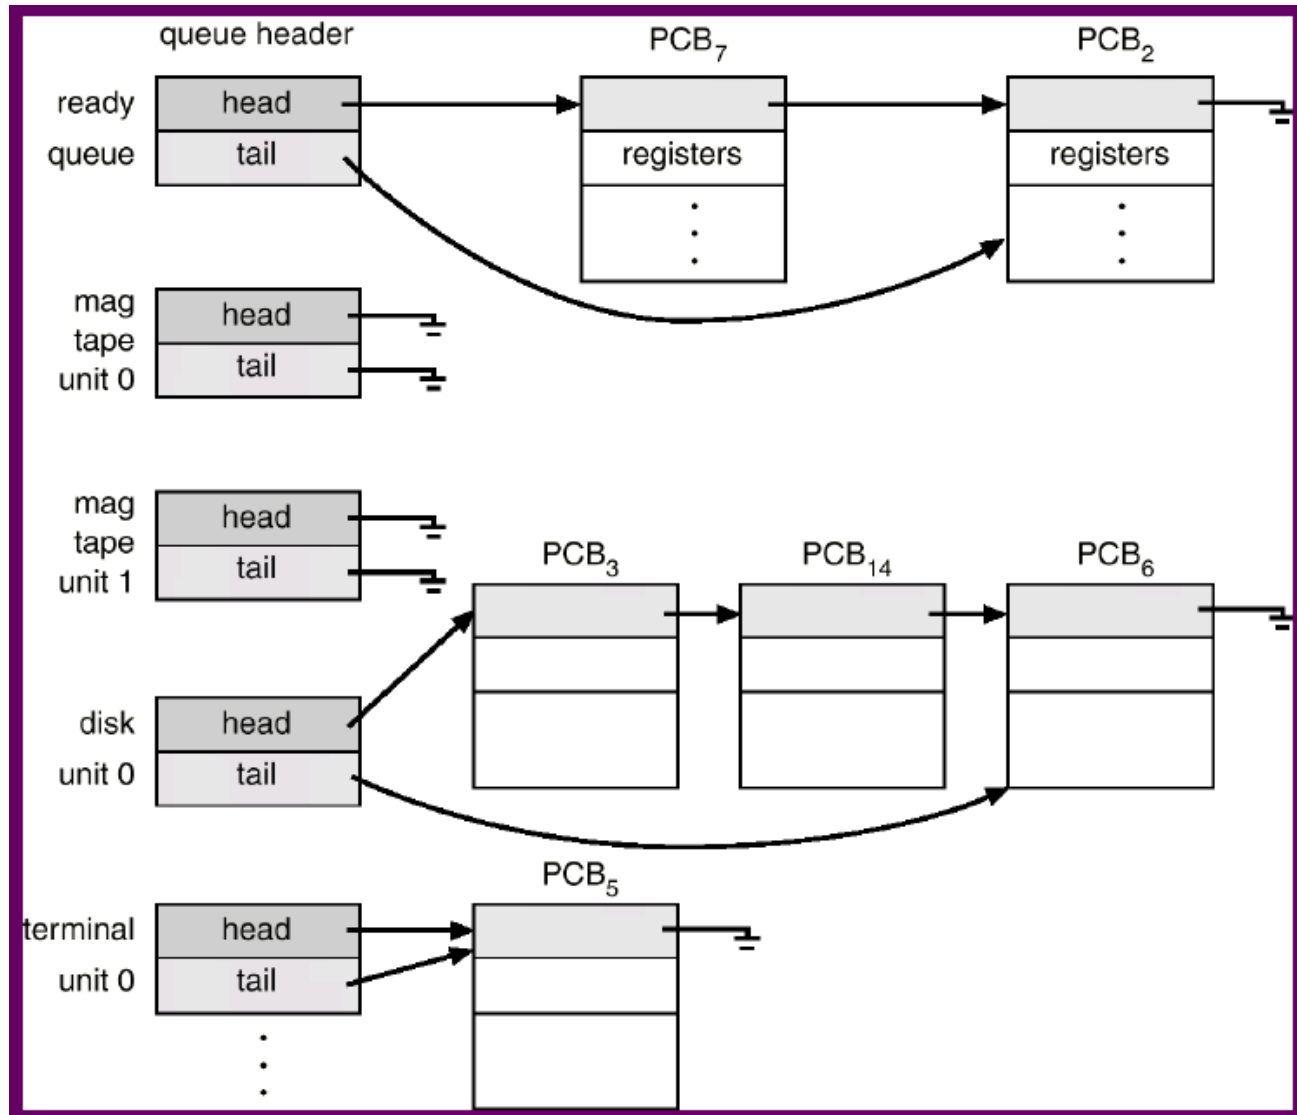 queue header
PCB7
PCB2
ready
head
queue
tail
registers
registers
mag
tape
unit 0
head
tail
mag
tape
unit 1
head
tail
PCB3
PCB14
PCB6
disk
head
unit 0
tail
PCB5
terminal
head
unit 0
tail